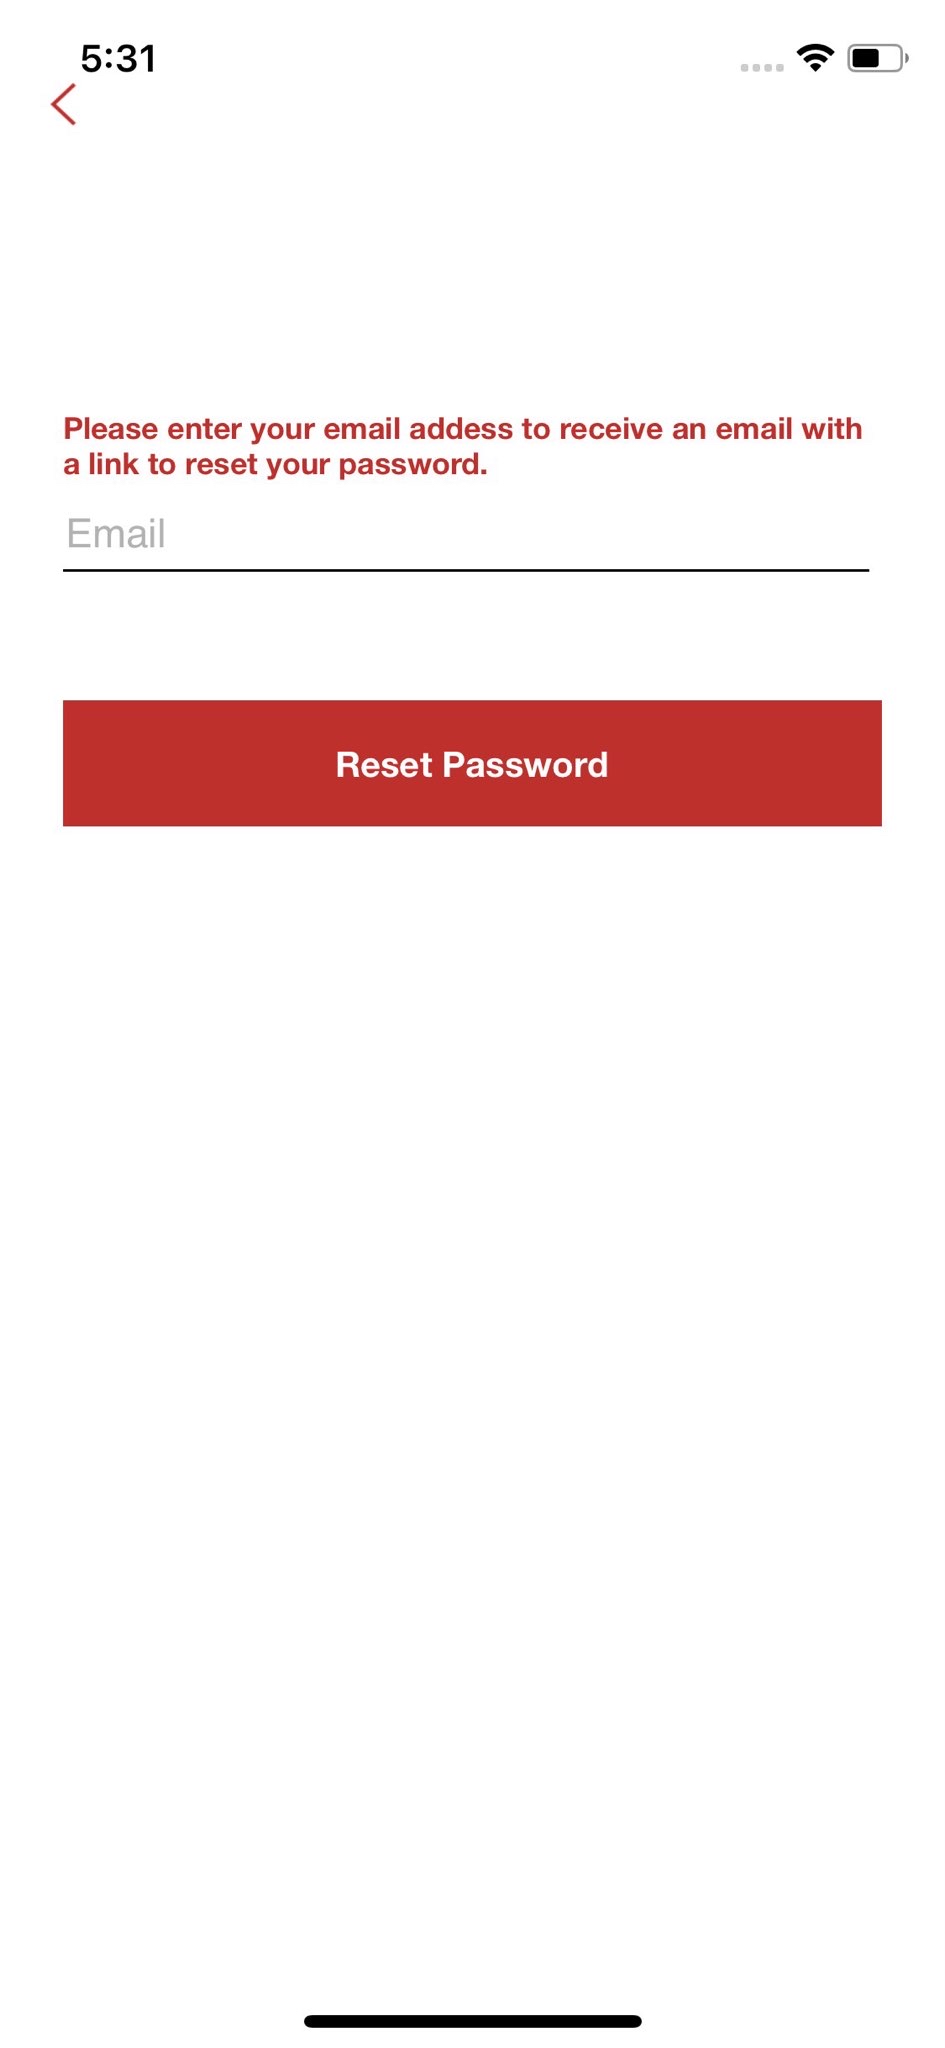 5:31
Please enter your email addess to receive an email with
a link to reset your password.
Email
Reset Password